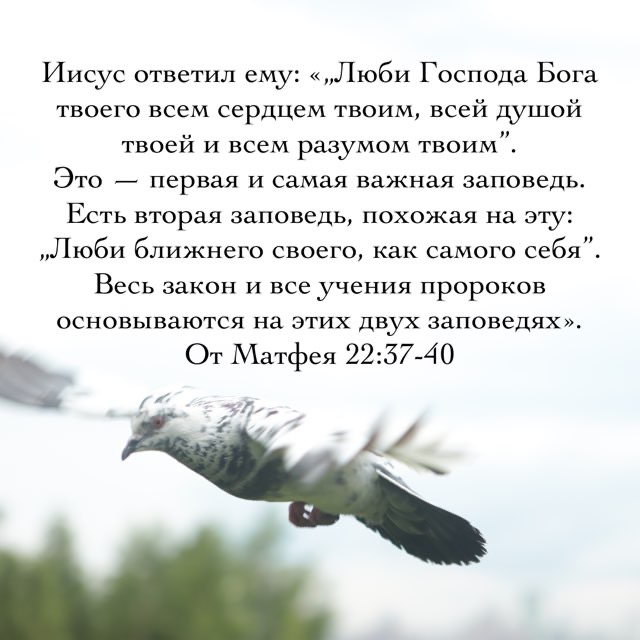 Иисус ответил ему: «„Люби Господа Бога
твоего всем сердцем твоим, всей душой
твоей и всем разумом твоим”.
Это — первая и самая важная заповедь.
Есть вторая заповедь, похожая на эту:
„Люби ближнего своего, как самого себя”.
Весь закон и все учения пророков
основываются на этих двух заповедях».
От Матфея 22:37-40